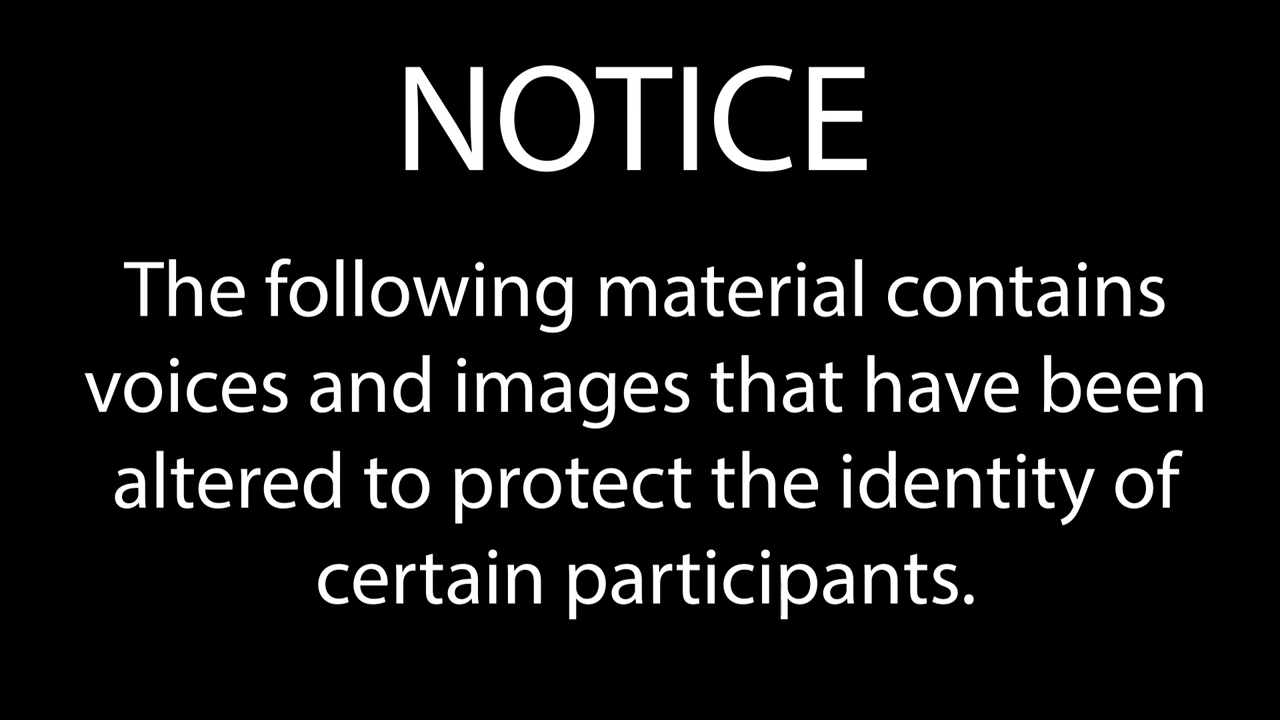 NOTICE
The following material contains
voices and images that have been
altered to protect the identity of
certain participants.